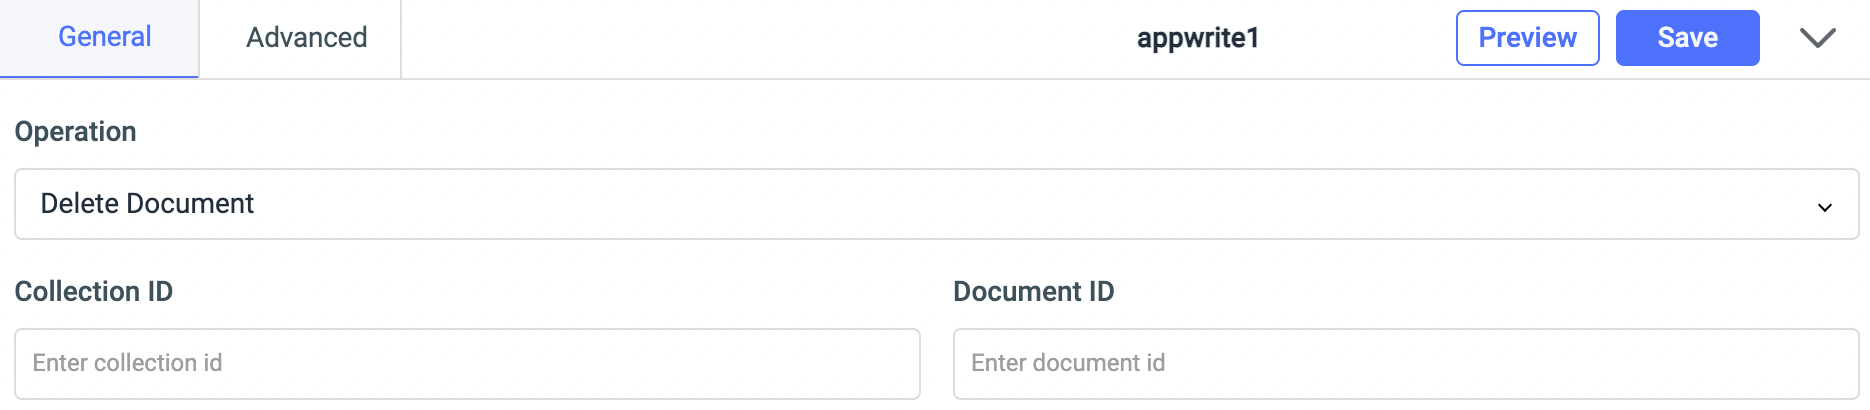 General Advanced appwrite1 Preview Save
Operation
Delete Document
Collection ID Document ID
Enter collection id Enter document id